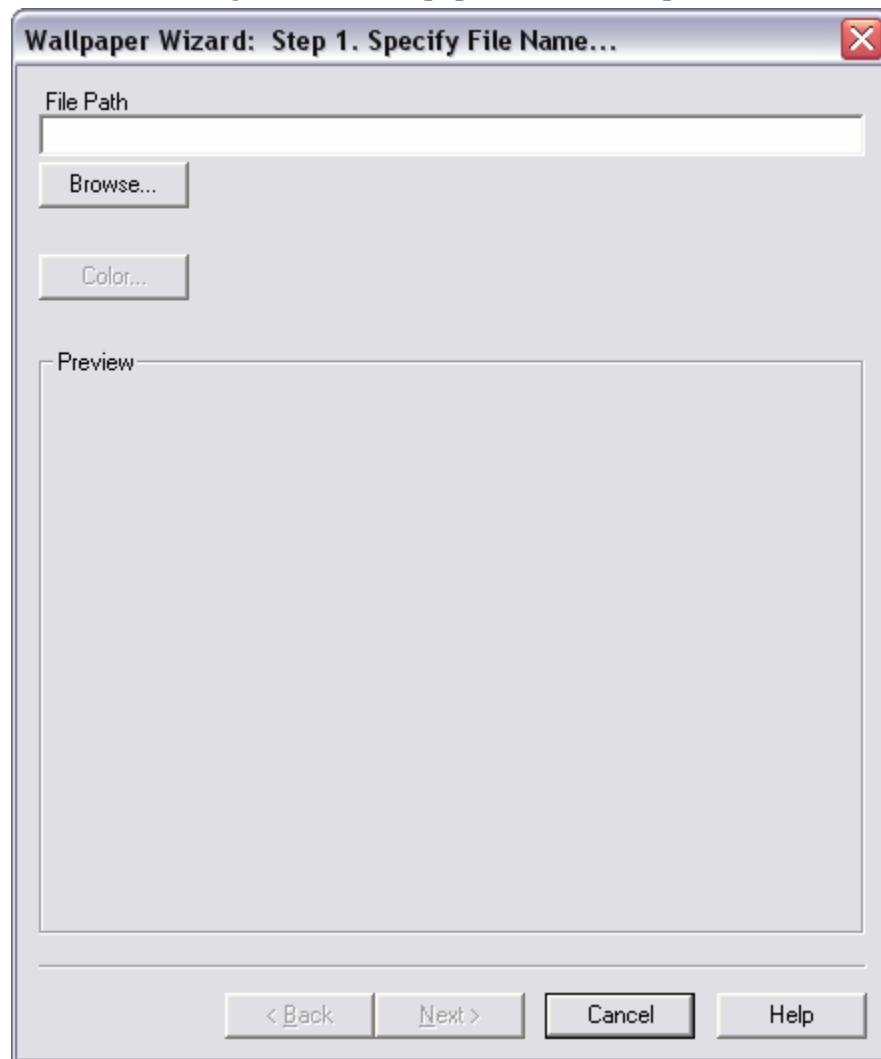 Wallpaper Wizard: Step 1. Specify File Name...
File Path
Browse...
Color...
Preview
< Back Next > Cancel Help